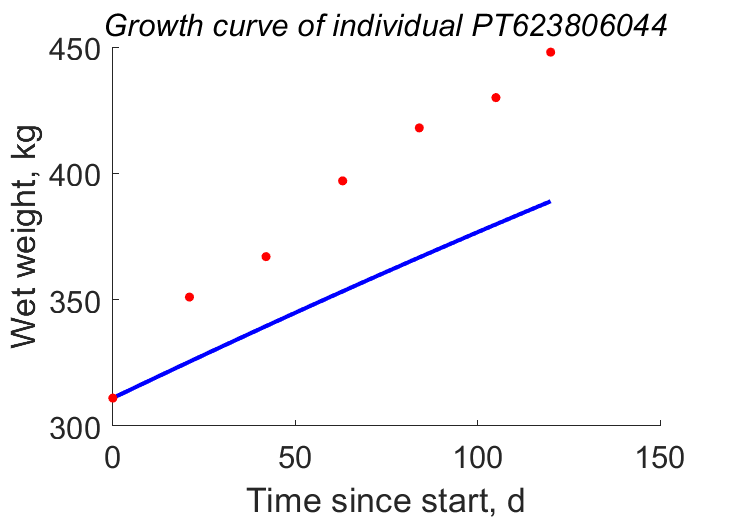 Growth curve of individual PT623806044
450
400
350
300
Wet weight, kg
0 50 100 150
Time since start, d